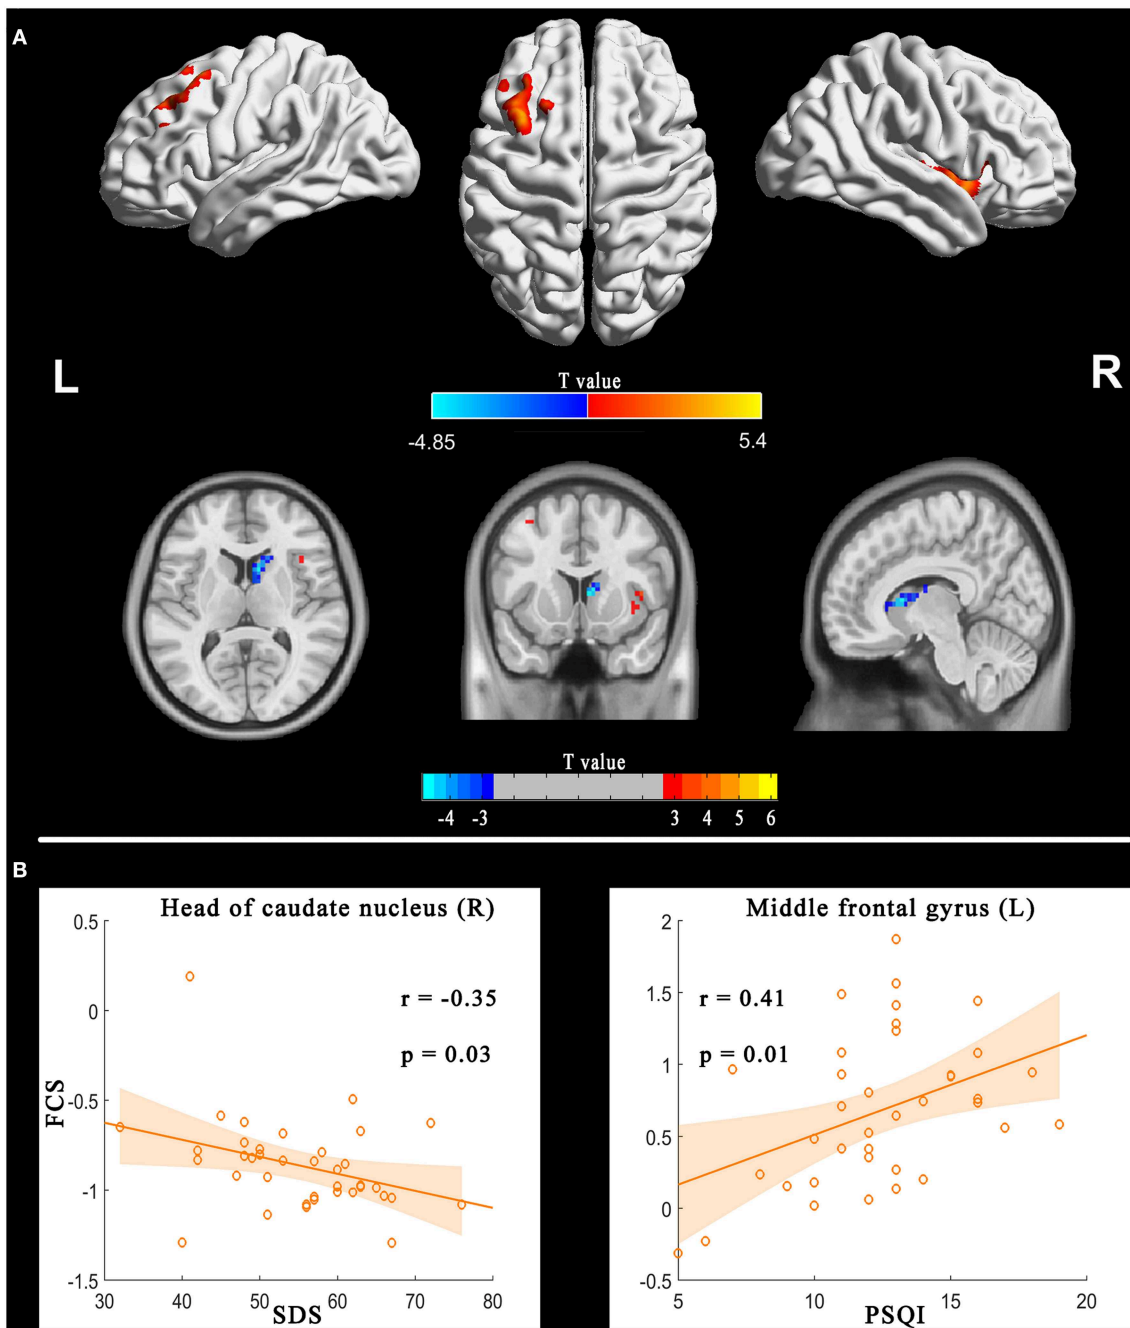 A
L
R
T value
-4.85
5.4
T value
-4 -3 3 4 5 6
B
Head of caudate nucleus (R)
0.5
0
-0.5
-1
-1.5
FCS
r = -0.35
p = 0.03
30 40 50 60 70 80
SDS
Middle frontal gyrus (L)
2
1.5
1
0.5
0
-0.5
r = 0.41
p = 0.01
5 10 15 20
PSQI